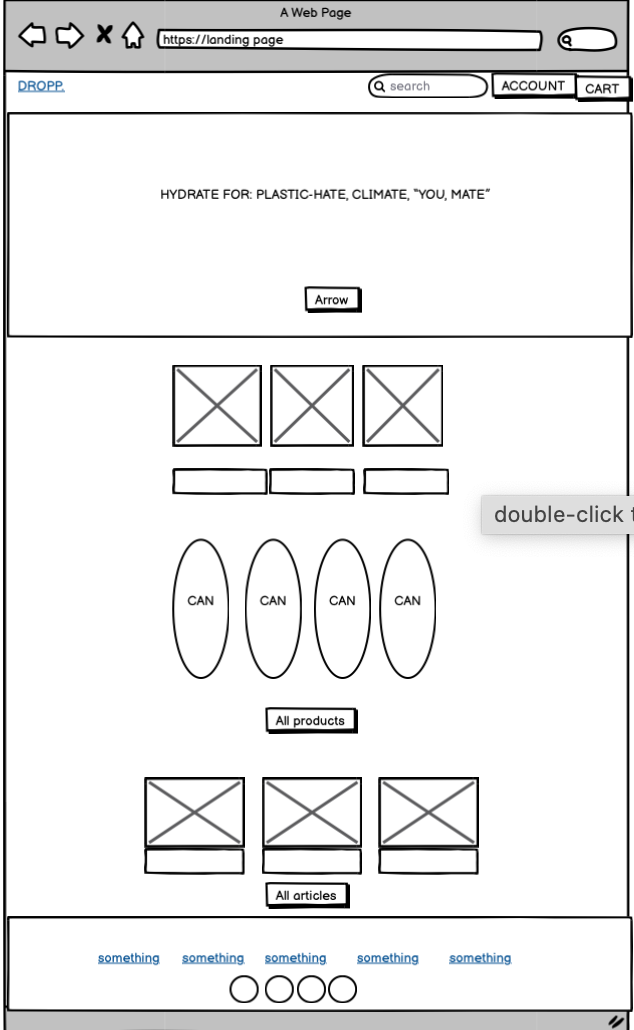 A Web Page
https://landing page
DROPP.
search
ACCOUNT
CART
HYDRATE FOR: PLASTIC-HATE, CLIMATE, “YOU, MATE”
Arrow
double-click t
CAN CAN CAN CAN
All products
All articles
something something something something something